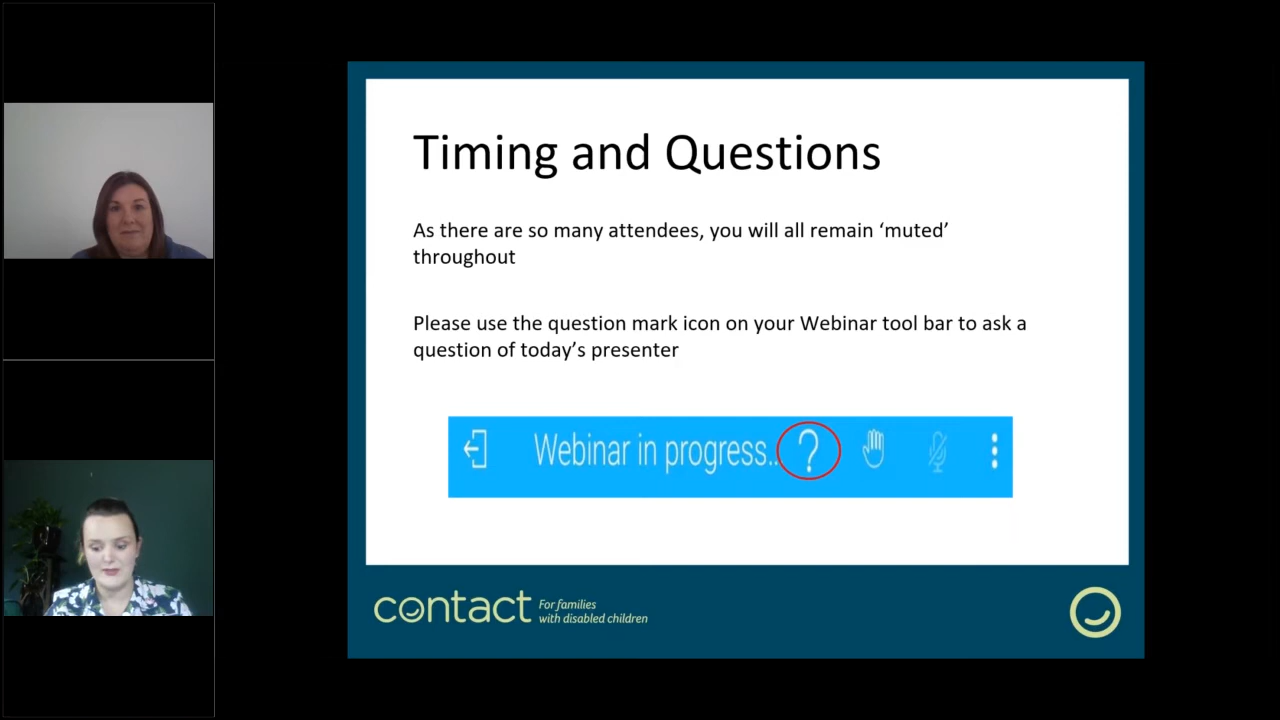 Timing and Questions
As there are so many attendees, you will all remain ‘muted’
throughout
Please use the question mark icon on your Webinar tool bar to ask a
question of today’s presenter
Webinar in progress.. ?
contact For families
with disabled children